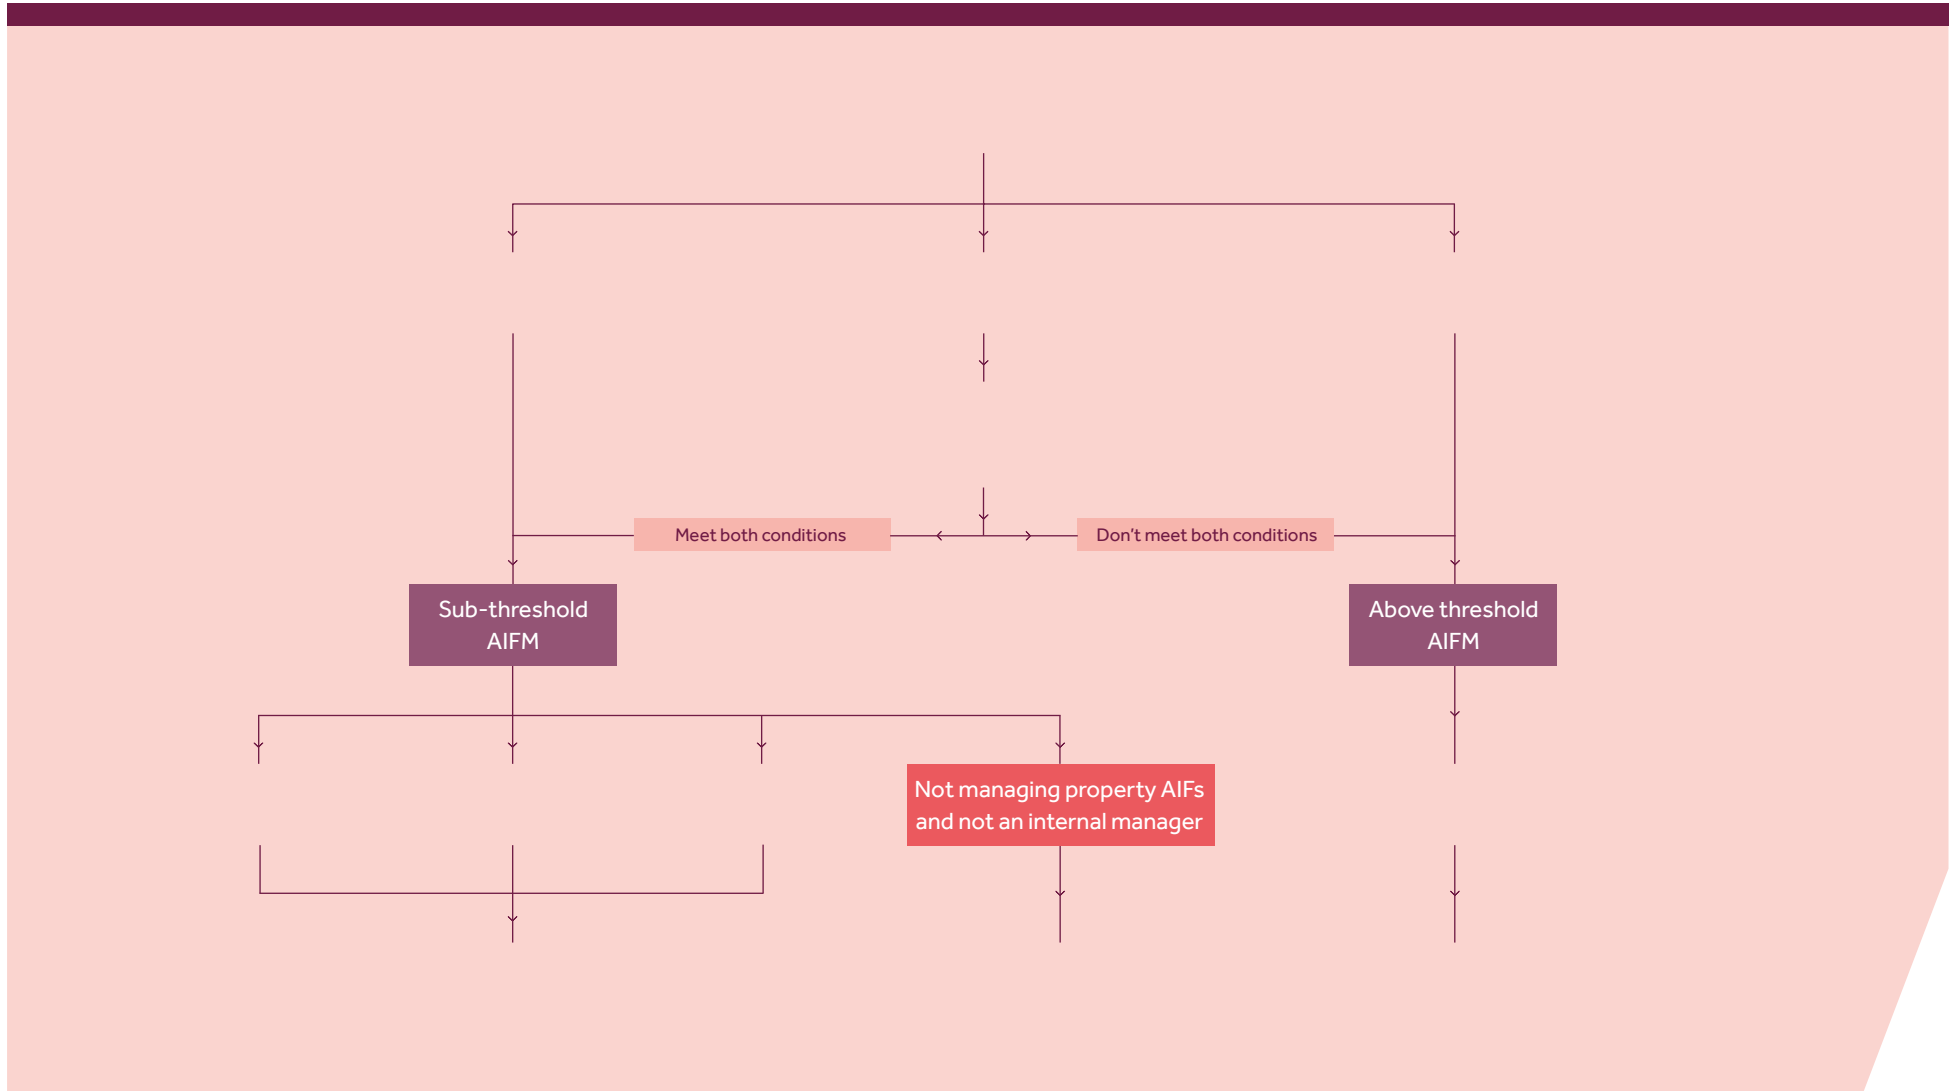 Meet both conditions
Don't meet both conditions
Sub-threshold
AIFM
Above threshold
AIFM
Not managing property AIFs
and not an internal manager